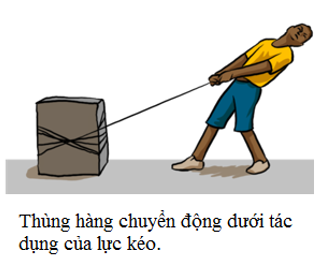 Thùng hàng chuyển động dưới tác
dụng của lực kéo.